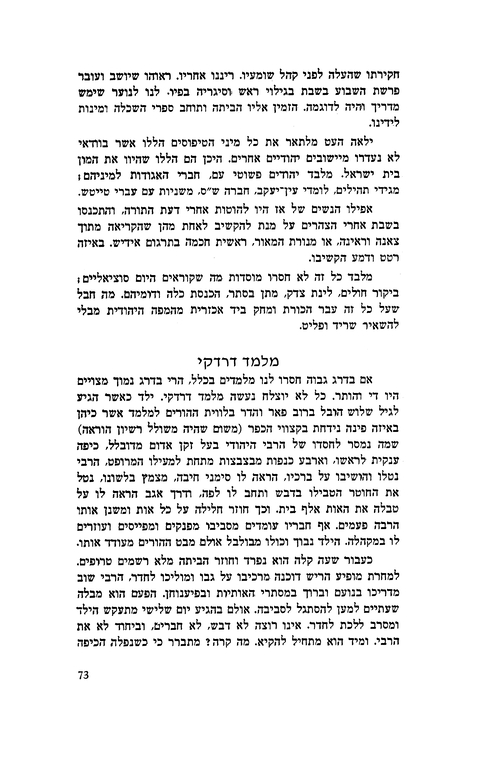 חקירתו שהעלה לפני קהל שומעיו. ריננו אחריו. ראוהו שיושב ועובר
פרשת השבוע בשבת בגילוי ראש וסיגריה בפיו. לנו לנוער שימש
מדריך והיה לדוגמה. הזמין אליו הביתה ותוחב ספרי השכלה ומינות
לידינו.
ילאה העט מלתאר את כל מיני הטיפוסים הללו אשר בוודאי
לא נעדרו מיישובים יהודיים אחרים. היכן הם הללו שהיוו את המון
בית ישראל. מלבד יהודים פשוטי עם, חברי האגודות למיניהם;
מגידי תהילים, לומדי עין־יעקב, חברה ש"ס, משניות עם עברי טייטש.
אפילו הנשים של אז היו להוטות אחרי דעת התורה, והתכנסו
בשבת אחרי הצהרים על מנת להקשיב לאחת מהן שהקריאה מתוך
צאנה וראינה, או מנורת המאור, ראשית חכמה בתרגום אידיש. באיזה
רטט ודמע הקשיבו.
מלבד כל זה לא חסרו מוסדות מה שקוראים היום סוציאליים;
ביקור חולים, לינת צדק, מתן בסתר, הכנסת כלה ודומיהם. מה חבל
שעל כל זה עבר הכורת ומחק ביד אכזרית מהמפה היהודית מבלי
להשאיר שריד ופליט.
מלמד דרדקי
אם בדרג גבוה חסרו לנו מלמדים בכלל, הרי בדרג נמוך מצויים
היו די והותר. כל לא יוצלח נעשה מלמד דרדקי. ילד כאשר הגיע
לגיל שלוש הובל ברוב פאר והדר בלווית ההורים למלמד אשר כיהן
באיזה פינה נידחת בקצווי הכפר (משום שהיה משולל רשיון הוראה)
שמה נמסר לחסדו של הרבי היהודי בעל זקן אדום מדובלל, כיפה
ענקית לראשו, וארבע כנפות מבצבצות מתחת למעילו המרופט, הרבי
נטלו והושיבו על ברכיו, הראה לו סימני חיבה, מצמץ בלשונו, נטל
את החוטר הטבילו בדבש ותחב לו לפה, ודרך אגב הראה לו על
טבלה את האות אלף בית. וכך חוזר חלילה על כל אות ומשנן אותו
הרבה פעמים. אף חבריו עומדים מסביבו מפנקים ומפייסים ועוזרים
לו במקהלה. הילד נבוך וכולו מבולבל אולם מבט ההורים מעודד אותו.
כעבור שעה קלה הוא נפרד וחוזר הביתה מלא רשמים טרופים.
למחרת מופיע הריש דוכנה מרכיבו על גבו ומוליכו לחדר, הרבי שוב
מדריכו בנועם וברוך במסתרי האותיות ובפיענוחן. הפעם הוא מבלה
שעתיים למען להסתגל לסביבה. אולם בהגיע יום שלישי מתעקש הילד
ומסרב ללכת לחדר. אינו רוצה לא דבש, לא חברים, וביחוד לא את
הרבי. ומיד הוא מתחיל להקיא. מה קרה? מתברר כי כשנפלה הכיפה
73